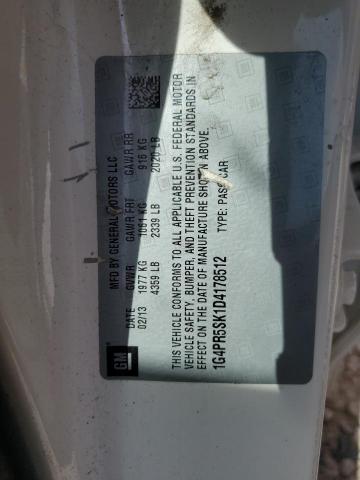 GM
MFD BY GENERAL MOTORS LLC
DATE GVWR GAWR FRT GAWR RR
02/13 1977 KG 1061 KG 916 KG
4359 LB 2339 LB 2020 LB
THIS VEHICLE CONFORMS TO ALL APPLICABLE U.S. FEDERAL MOTOR
VEHICLE SAFETY, BUMPER, AND THEFT PREVENTION STANDARDS IN
EFFECT ON THE DATE OF MANUFACTURE SHOWN ABOVE.
1G4PR5SK1D4178512 TYPE: PASS CAR